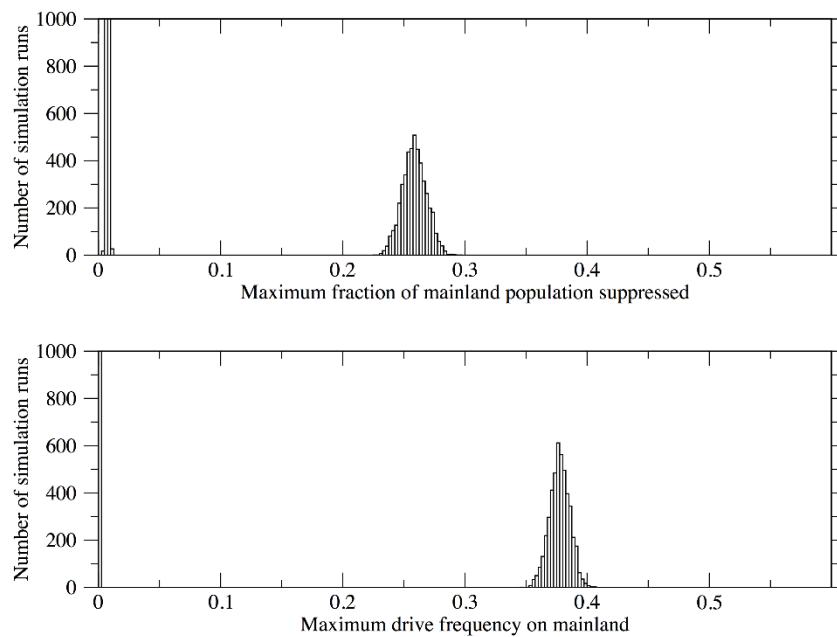 Number of simulation runs
1000
800
600
400
200
0
0 0.1 0.2 0.3 0.4 0.5
Maximum fraction of mainland population suppressed
Number of simulation runs
1000
800
600
400
200
0
0 0.1 0.2 0.3 0.4 0.5
Maximum drive frequency on mainland